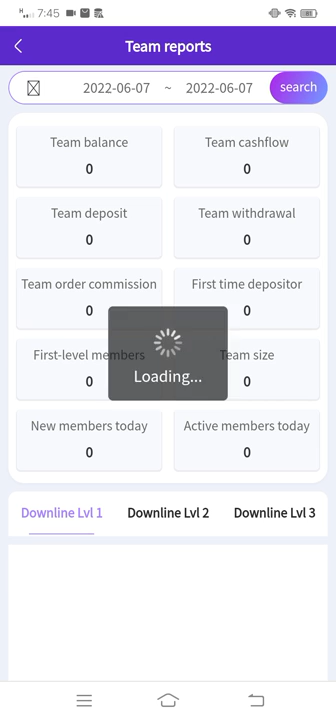 H 7:45
Team reports
2022-06-07 ~ 2022-06-07 search
Team balance Team cashflow
0 0
Team deposit Team withdrawal
0 0
Team order commission First time depositor
0 0
First-level members Team size
0 0
Loading...
New members today Active members today
0 0
Downline Lvl 1 Downline Lvl 2 Downline Lvl 3